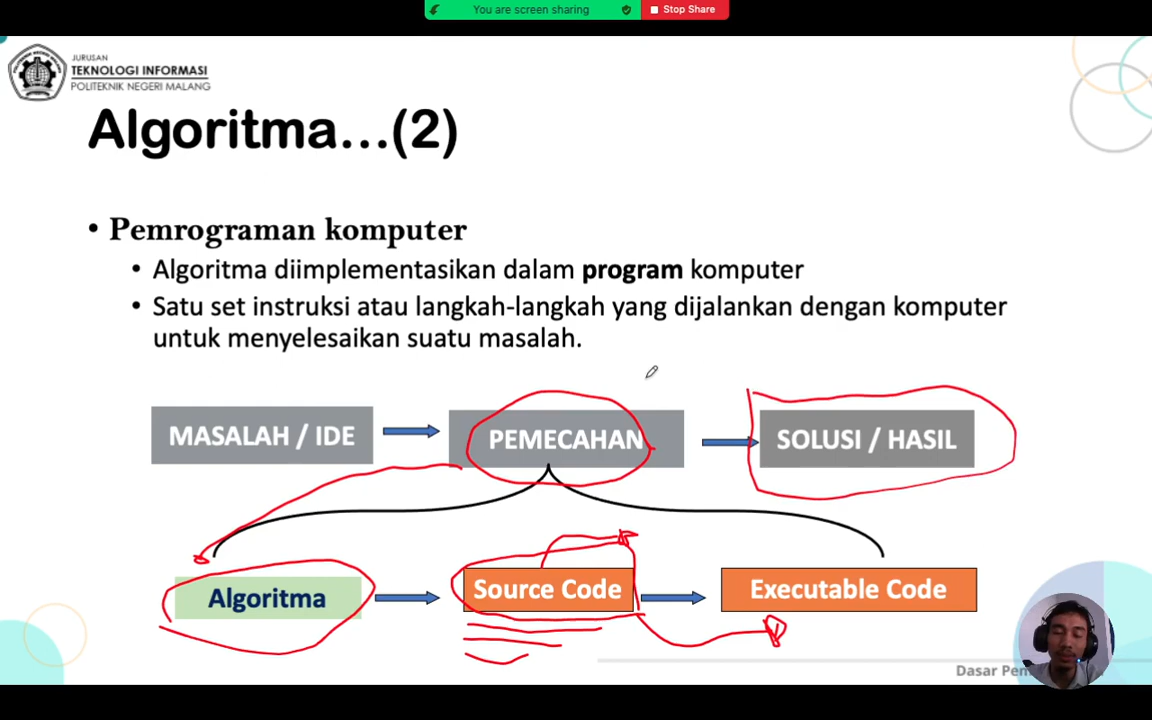 You are screen sharing
Stop Share
JURUSAN
TEKNOLOGI INFORMASI
POLITEKNIK NEGERI MALANG
Algoritma...(2)
• Pemrograman komputer
• Algoritma diimplementasikan dalam program komputer
• Satu set instruksi atau langkah-langkah yang dijalankan dengan komputer
untuk menyelesaikan suatu masalah.
MASALAH / IDE
PEMECAHAN
SOLUSI / HASIL
Algoritma
Source Code
Executable Code
Dasar